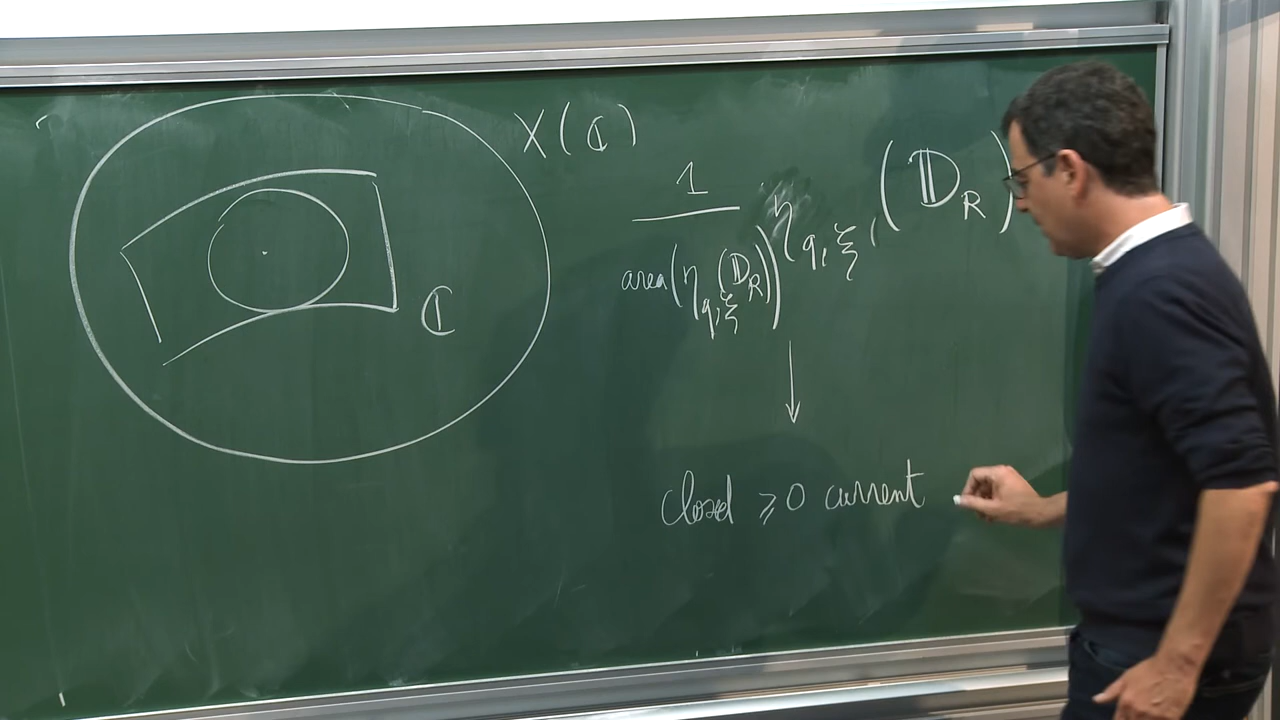 X(ℂ)
1
η_{q,ξ}(𝔻_R)
area(η_{q,ξ}(𝔻_R))
ℂ
↓
closed ⩾0 current